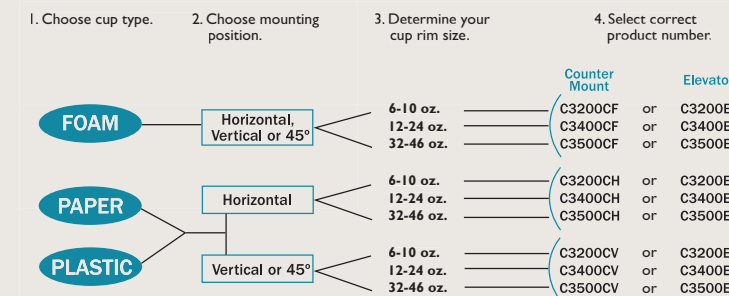 1. Choose cup type.
2. Choose mounting
position.
3. Determine your
cup rim size.
4. Select correct
product number.
Counter
Mount
FOAM
Horizontal,
Vertical or 45°
6-10 oz. C3200CF or
12-24 oz. C3400CF or
32-46 oz. C3500CF or
PAPER
PLASTIC
Horizontal
6-10 oz. C3200CH or
12-24 oz. C3400CH or
32-46 oz. C3500CH or
Vertical or 45°
6-10 oz. C3200CV or
12-24 oz. C3400CV or
32-46 oz. C3500CV or